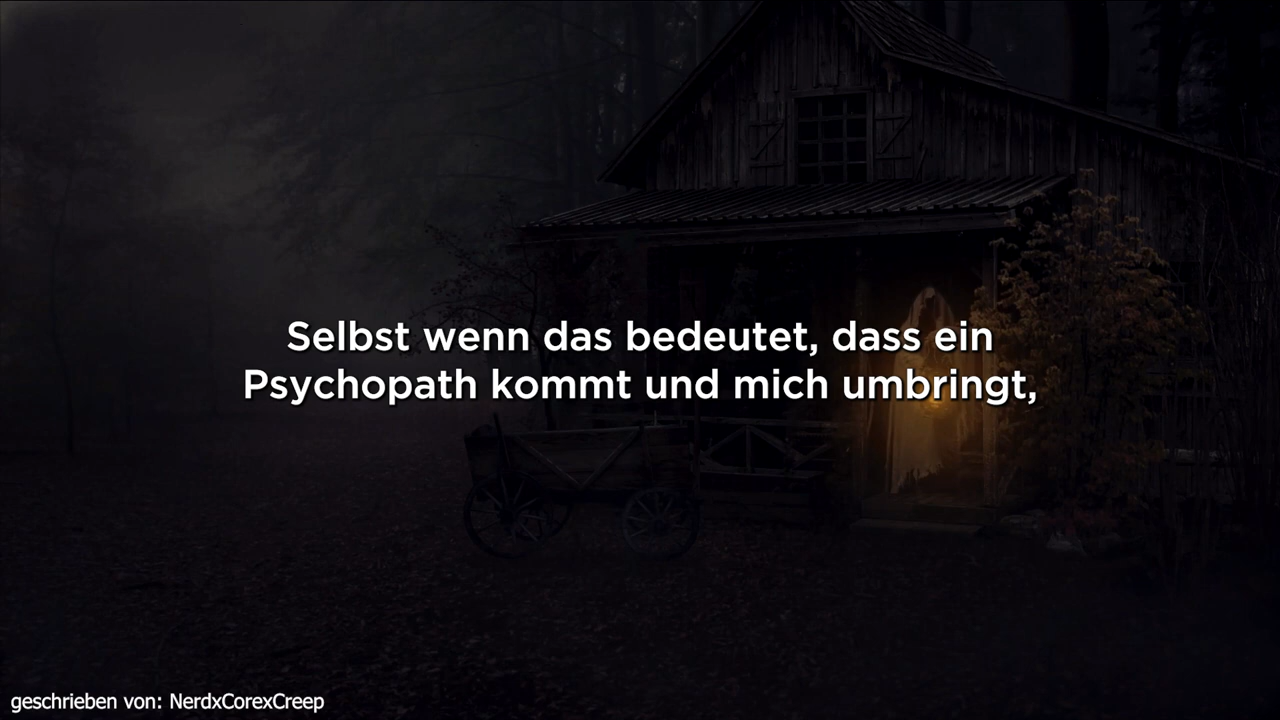 Selbst wenn das bedeutet, dass ein
Psychopath kommt und mich umbringt,
geschrieben von: NerdxCorexCreep